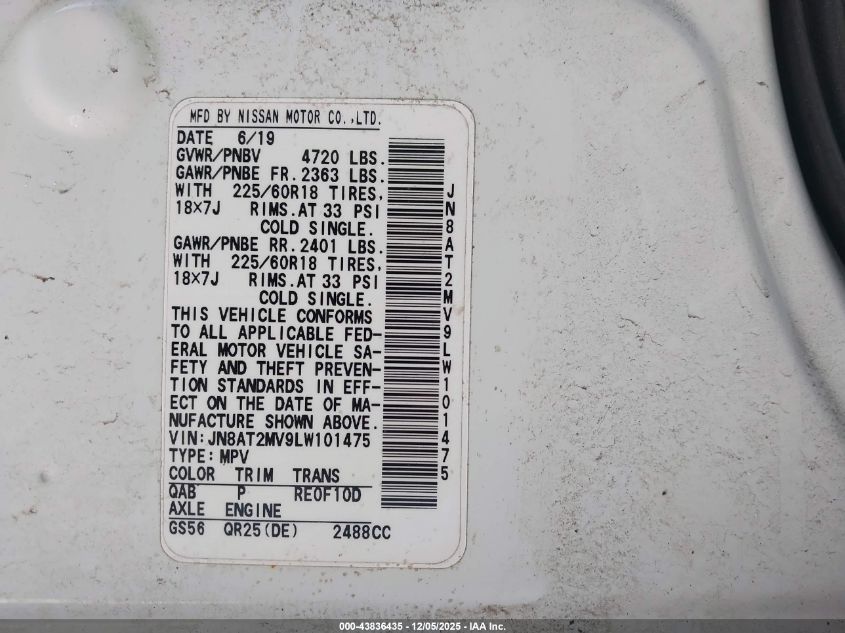 MFD BY NISSAN MOTOR CO.,LTD.
DATE 6/19
GVWR/PNBV 4720 LBS.
GAWR/PNBE FR. 2363 LBS.
WITH 225/60R18 TIRES,
18×7J RIMS. AT 33 PSI
COLD SINGLE.
GAWR/PNBE RR. 2401 LBS.
WITH 225/60R18 TIRES,
18×7J RIMS. AT 33 PSI
COLD SINGLE.
THIS VEHICLE CONFORMS
TO ALL APPLICABLE FED-
ERAL MOTOR VEHICLE SA-
FETY AND THEFT PREVEN-
TION STANDARDS IN EFF-
ECT ON THE DATE OF MA-
NUFACTURE SHOWN ABOVE.
VIN:JN8AT2MV9LW101475
TYPE:MPV
COLOR TRIM TRANS
QAB P RE0F10D
AXLE ENGINE
GS56 QR25(DE) 2488CC
JN8AT2MV9LW101475
000-43836435 - 12/05/2025 - IAA Inc.